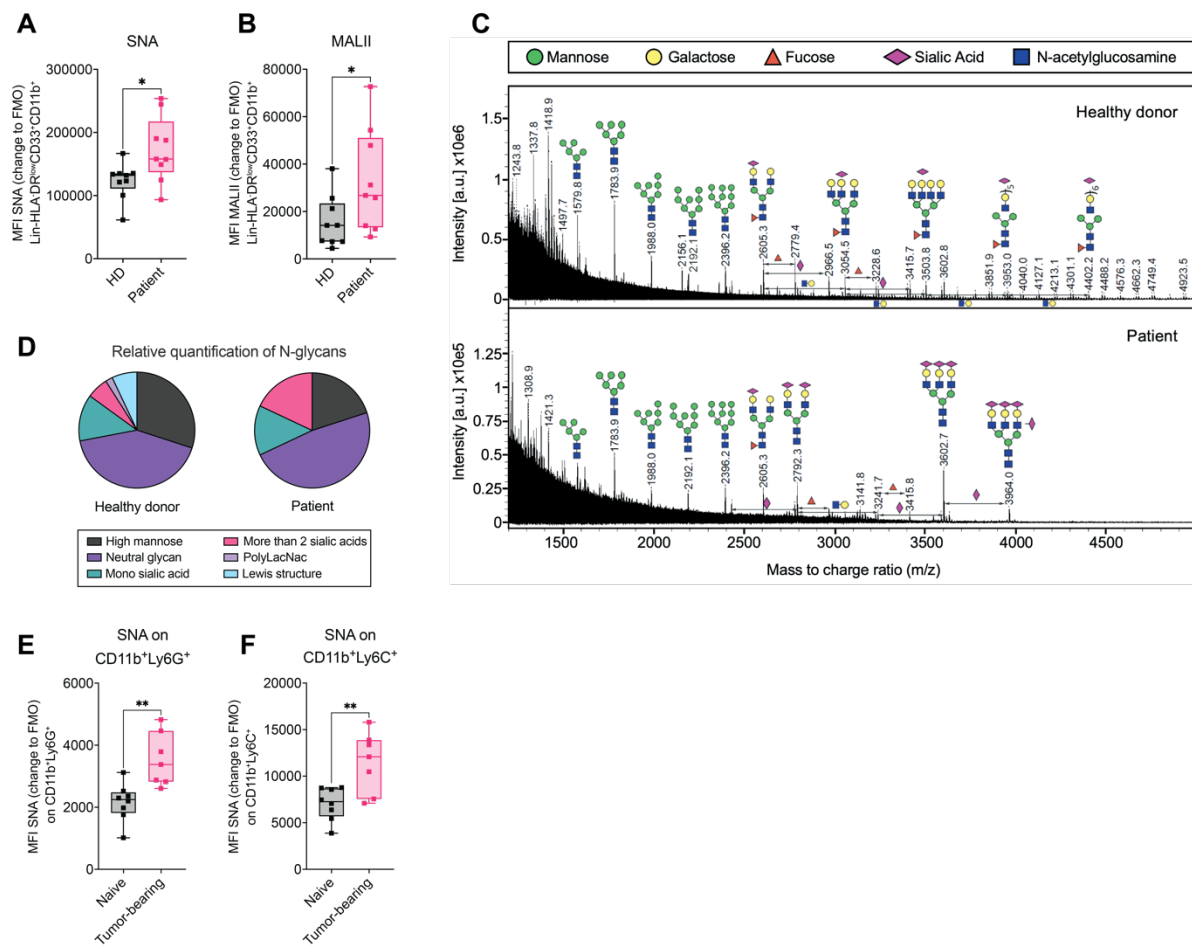 A
SNA
MFI SNA (change to FMO)
Lin-HLA-DRlowCD33+CD11b+
300000
200000
100000
0
*
HD
Patient
B
MALII
MFI MALII (change to FMO)
Lin-HLA-DRlowCD33+CD11b+
80000
60000
40000
20000
0
*
HD
Patient
C
Mannose
Galactose
Fucose
Sialic Acid
N-acetylglucosamine
Healthy donor
Intensity [a.u.] x10e6
1.5
1
0.5
0
1243.8
1337.8
1418.9
1497.7
1579.8
1783.9
1988.0
2156.1
2192.1
2396.2
2605.3
2779.4
2966.5
3054.5
3228.6
3415.7
3503.8
3602.8
3851.9
3953.0
4040.0
4127.1
4213.1
4301.1
4402.2
4488.2
4576.3
4662.3
4749.4
4923.5
)5
)6
Patient
Intensity [a.u.] x10e5
1.25
1
0.75
0.5
0.25
0
1308.9
1421.3
1783.9
1988.0
2192.1
2396.2
2605.3
2792.3
3141.8
3241.7
3415.8
3602.7
3964.0
1500
2000
2500
3000
3500
4000
4500
Mass to charge ratio (m/z)
D
Relative quantification of N-glycans
Healthy donor
Patient
High mannose
More than 2 sialic acids
Neutral glycan
PolyLacNac
Mono sialic acid
Lewis structure
E
SNA on
CD11b+Ly6G+
MFI SNA (change to FMO)
on CD11b+Ly6G+
6000
4000
2000
0
**
Naive
Tumor-bearing
F
SNA on
CD11b+Ly6C+
MFI SNA (change to FMO)
on CD11b+Ly6C+
20000
15000
10000
5000
0
**
Naive
Tumor-bearing